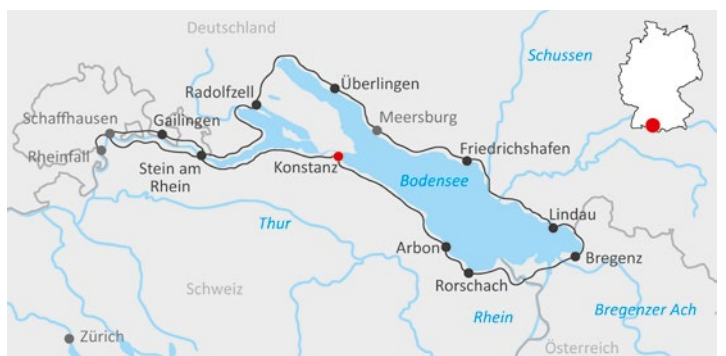 Deutschland
Schussen
Überlingen
Radolfzell
Schaffhausen
Gailingen
Meersburg
Rheinfall
Friedrichshafen
Stein am
Rhein
Konstanz
Bodensee
Thur
Lindau
Arbon
Bregenz
Rorschach
Schweiz
Rhein
Bregenzer Ach
Zürich
Österreich